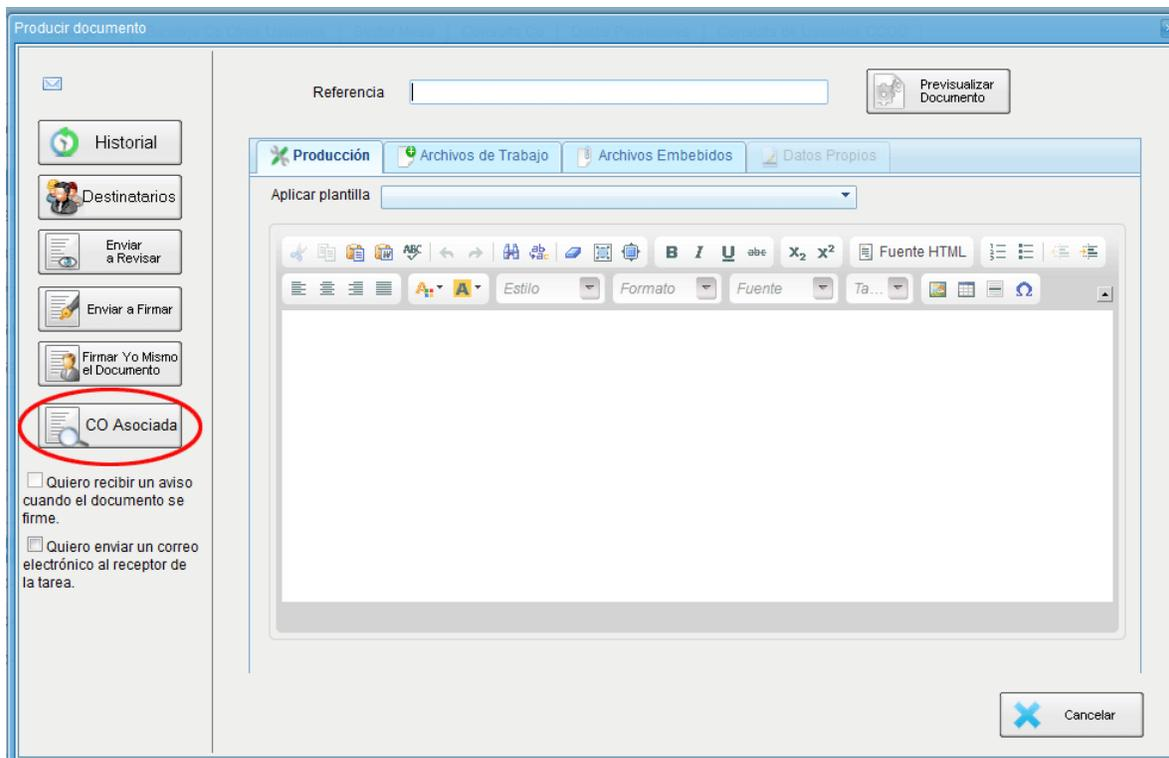 Producir documento
Referencia
Previsualizar
Documento
Historial
Destinatarios
Enviar
a Revisar
Enviar a Firmar
Firmar Yo Mismo
el Documento
CO Asociada
Quiero recibir un aviso
cuando el documento se
firme.
Quiero enviar un correo
electrónico al receptor de
la tarea.
Producción
Archivos de Trabajo
Archivos Embebidos
Datos Propios
Aplicar plantilla
ABC
B I U abc X₂ X²
Fuente HTML
Estilo
Formato
Fuente
Ta...
Cancelar